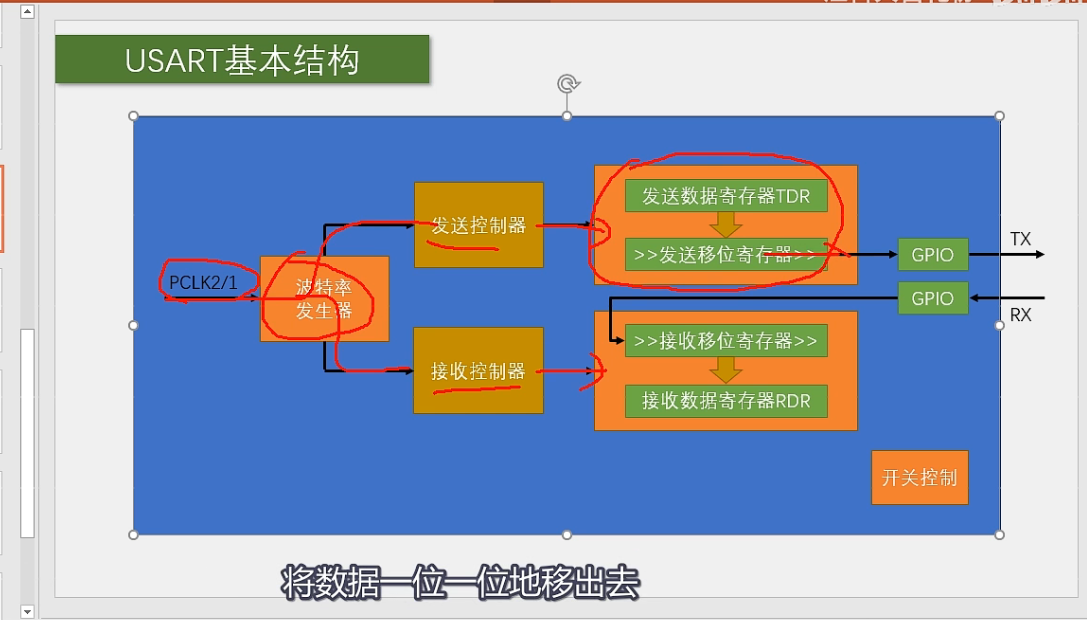 USART基本结构
发送数据寄存器TDR
发送控制器
>>发送移位寄存器>>
GPIO
TX
PCLK2/1
波特率
发生器
GPIO
RX
>>接收移位寄存器>>
接收控制器
接收数据寄存器RDR
开关控制
将数据一位一位地移出去